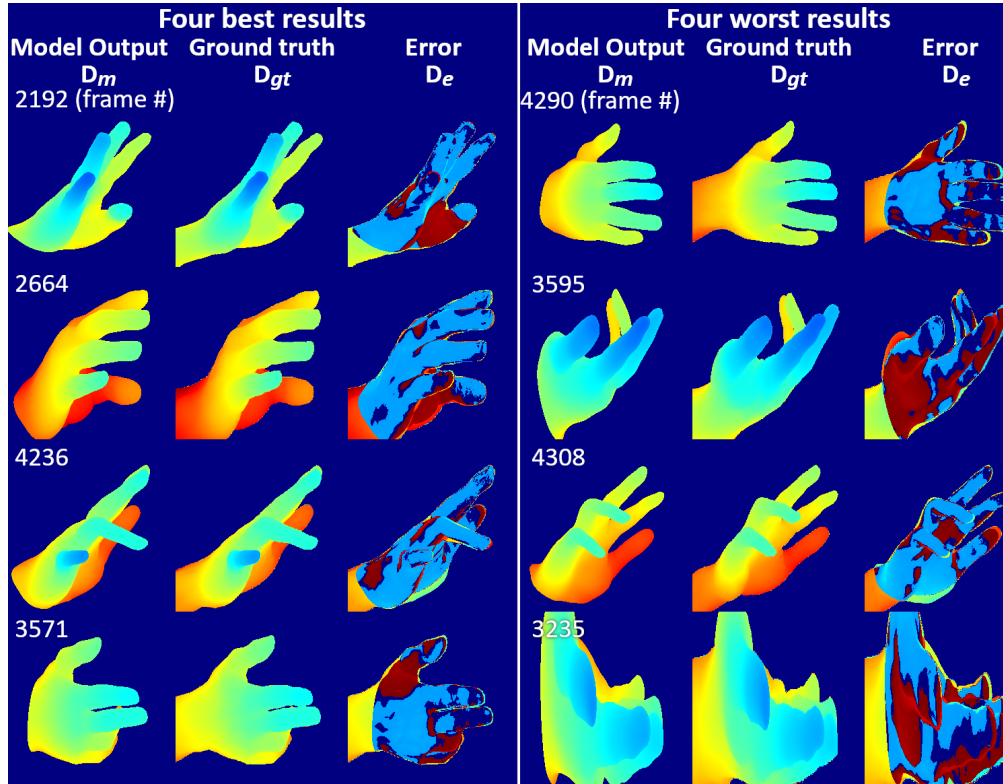 Four best results
Model Output Ground truth Error
Dm Dgt De
2192 (frame #)
2664
4236
3571
Four worst results
Model Output Ground truth Error
Dm Dgt De
4290 (frame #)
3595
4308
3235